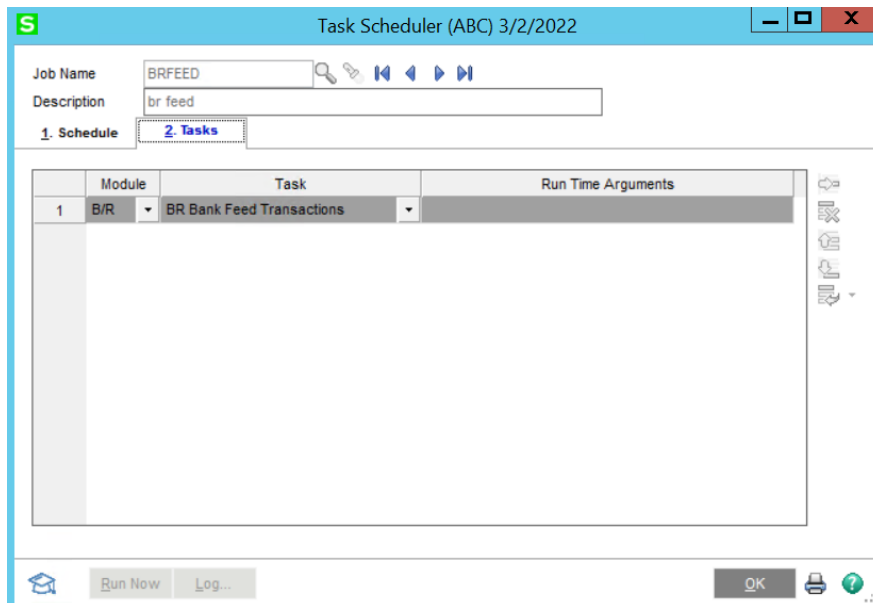 S
Task Scheduler (ABC) 3/2/2022
X
Job Name BRFEED
Description br feed
1. Schedule 2. Tasks
Module Task Run Time Arguments
1 B/R BR Bank Feed Transactions
Run Now Log... OK ?